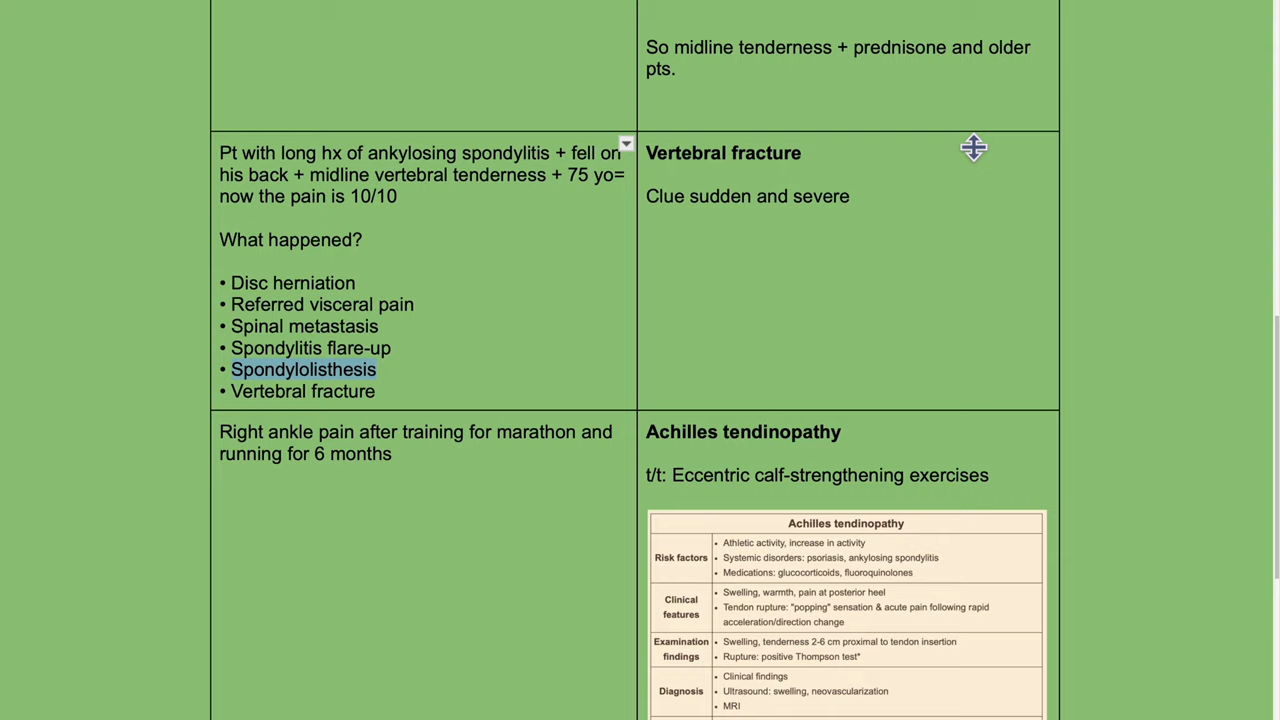 So midline tenderness + prednisone and older
pts.
Pt with long hx of ankylosing spondylitis + fell on
his back + midline vertebral tenderness + 75 yo=
now the pain is 10/10
What happened?
• Disc herniation
• Referred visceral pain
• Spinal metastasis
• Spondylitis flare-up
• Spondylolisthesis
• Vertebral fracture
Vertebral fracture
Clue sudden and severe
Right ankle pain after training for marathon and
running for 6 months
Achilles tendinopathy
t/t: Eccentric calf-strengthening exercises
Achilles tendinopathy
Risk factors
• Athletic activity, increase in activity
• Systemic disorders: psoriasis, ankylosing spondylitis
• Medications: glucocorticoids, fluoroquinolones
Clinical
features
• Swelling, warmth, pain at posterior heel
• Tendon rupture: "popping" sensation & acute pain following rapid
acceleration/direction change
Examination
findings
• Swelling, tenderness 2-6 cm proximal to tendon insertion
• Rupture: positive Thompson test*
Diagnosis
• Clinical findings
• Ultrasound: swelling, neovascularization
• MRI